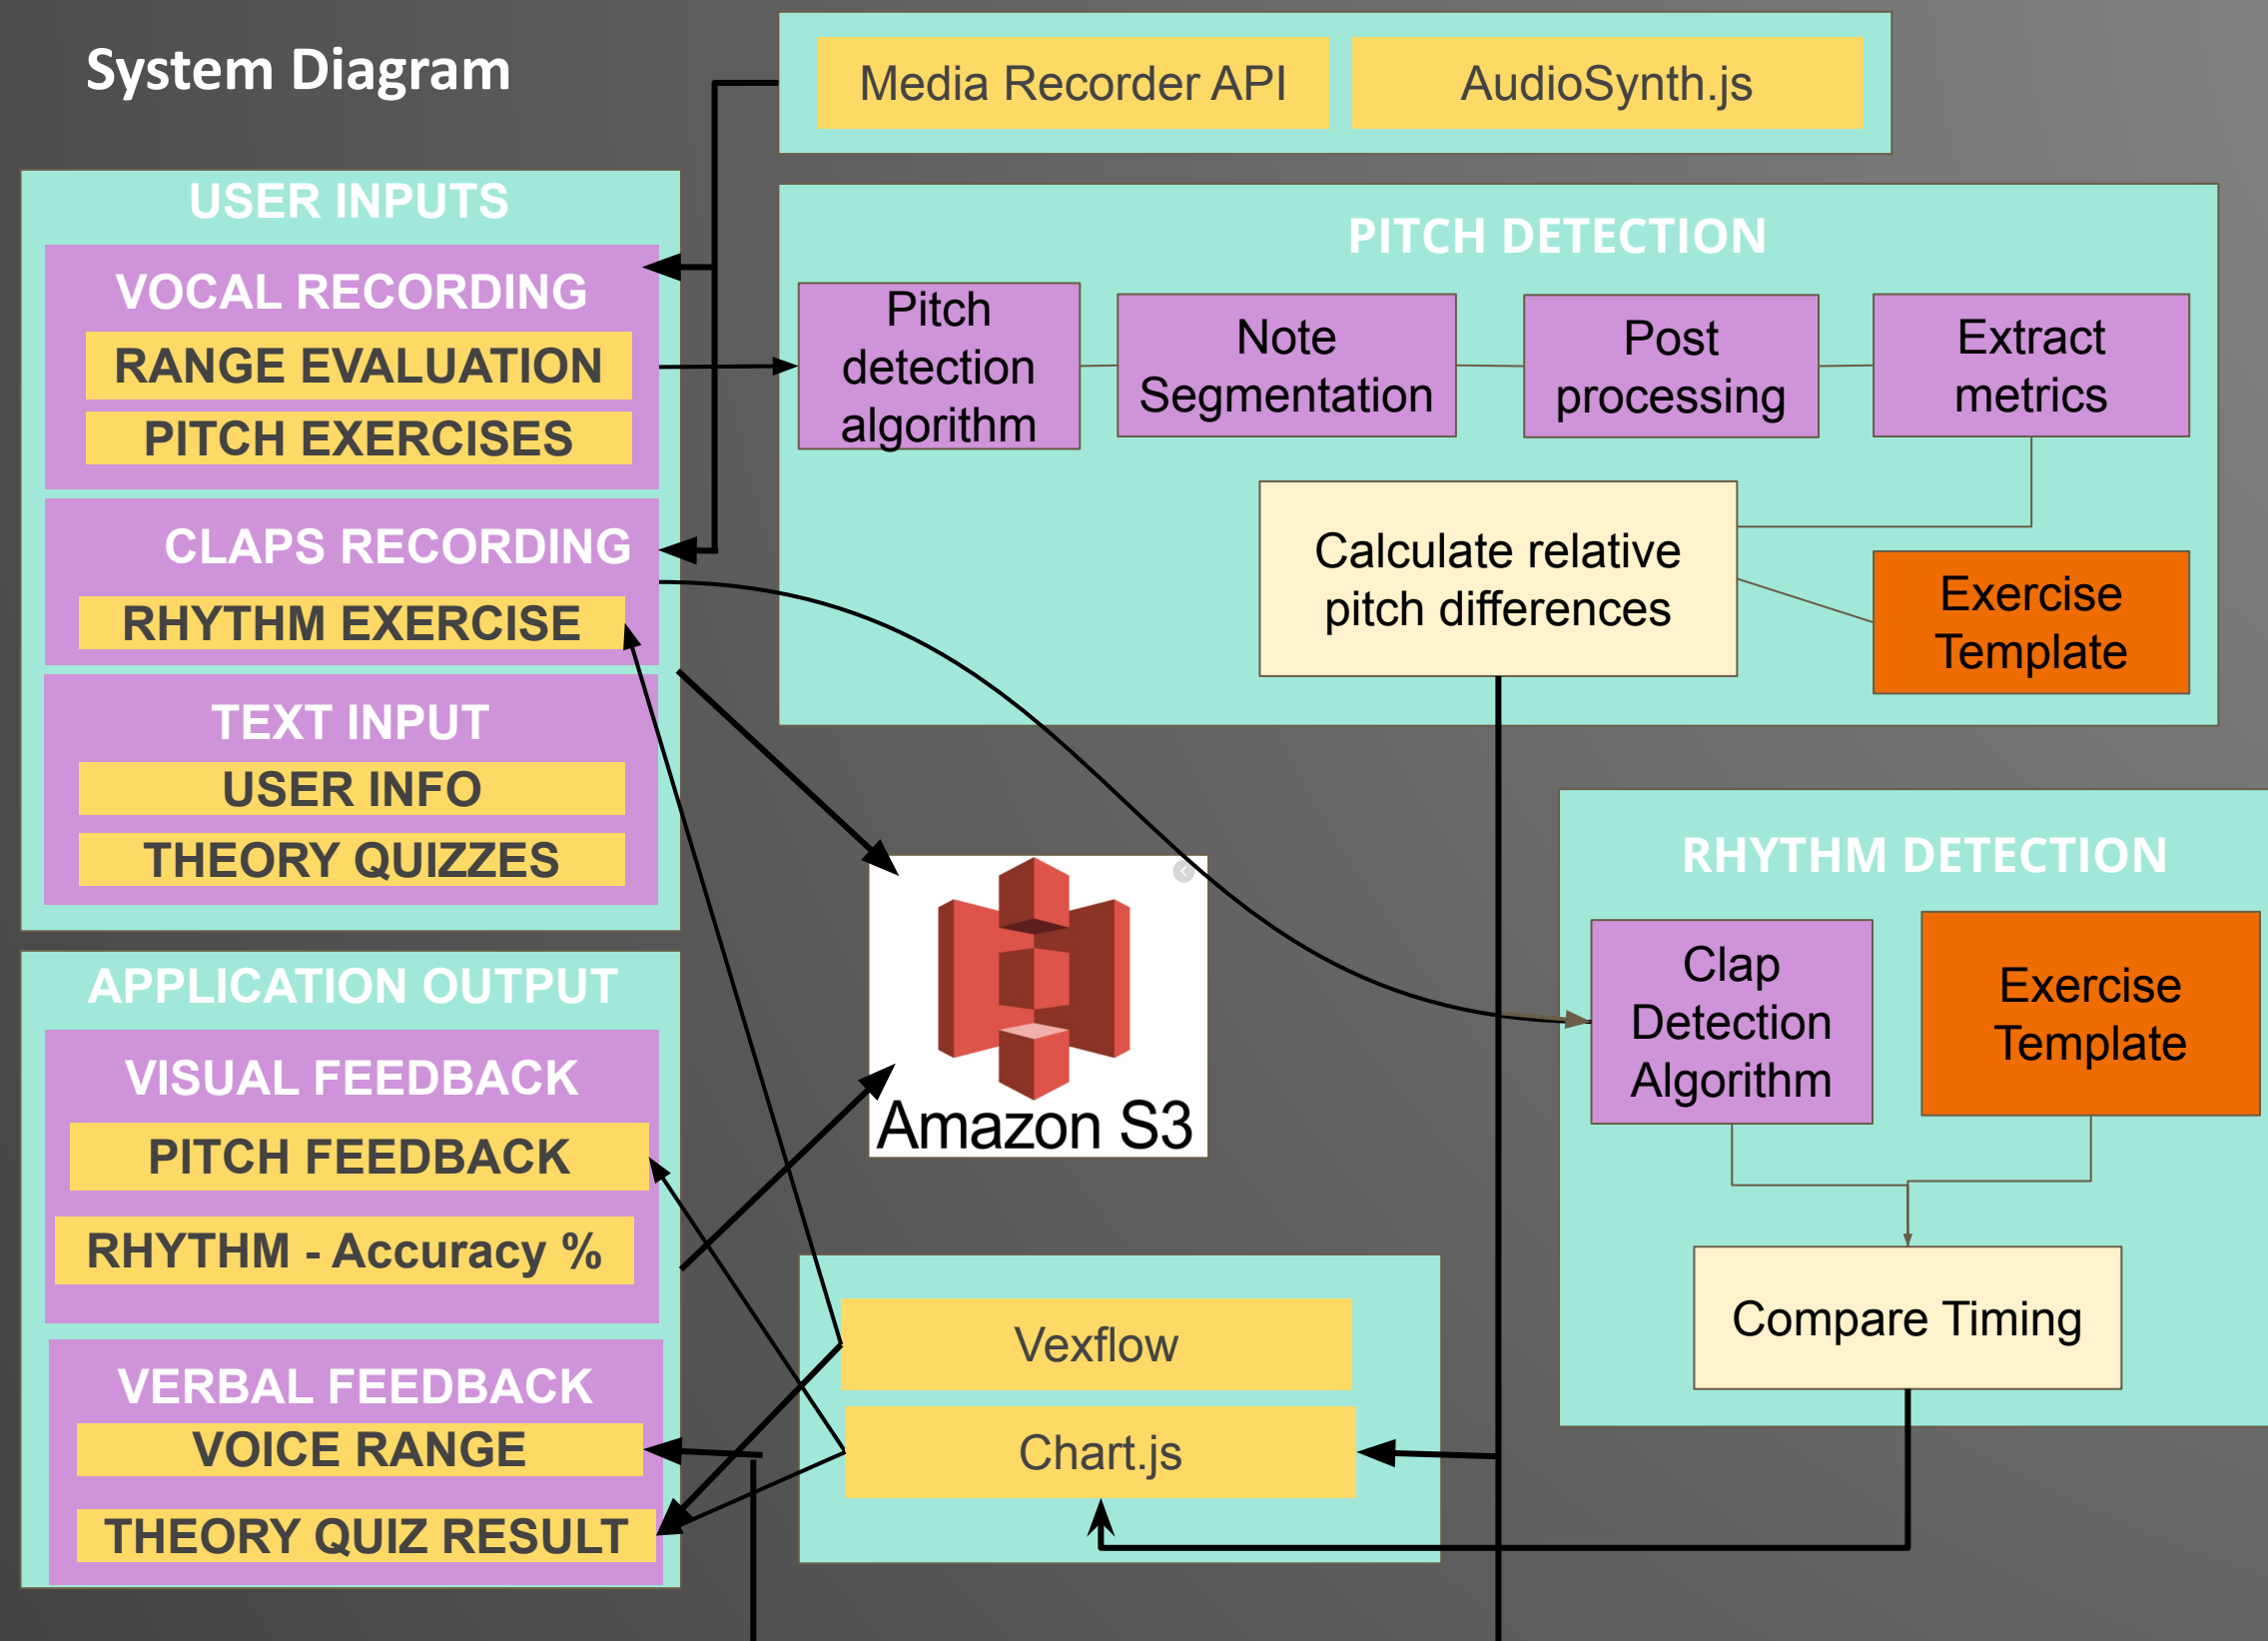 System Diagram
Media Recorder API
AudioSynth.js
USER INPUTS
VOCAL RECORDING
RANGE EVALUATION
PITCH EXERCISES
CLAPS RECORDING
RHYTHM EXERCISE
TEXT INPUT
USER INFO
THEORY QUIZZES
PITCH DETECTION
Pitch
detection
algorithm
Note
Segmentation
Post
processing
Extract
metrics
Calculate relative
pitch differences
Exercise
Template
RHYTHM DETECTION
Clap
Detection
Algorithm
Exercise
Template
Compare Timing
Amazon S3
APPLICATION OUTPUT
VISUAL FEEDBACK
PITCH FEEDBACK
RHYTHM - Accuracy %
VERBAL FEEDBACK
VOICE RANGE
THEORY QUIZ RESULT
Vexflow
Chart.js